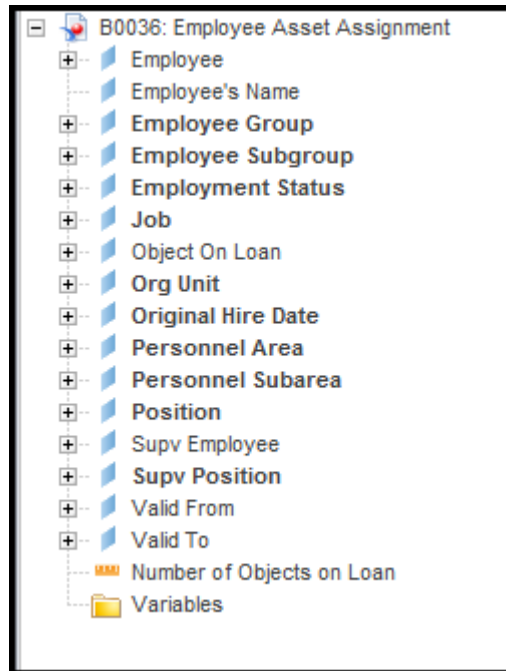 B0036: Employee Asset Assignment
Employee
Employee's Name
Employee Group
Employee Subgroup
Employment Status
Job
Object On Loan
Org Unit
Original Hire Date
Personnel Area
Personnel Subarea
Position
Supv Employee
Supv Position
Valid From
Valid To
Number of Objects on Loan
Variables